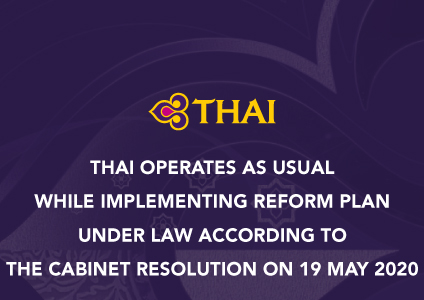 THAI
THAI OPERATES AS USUAL
WHILE IMPLEMENTING REFORM PLAN
UNDER LAW ACCORDING TO
THE CABINET RESOLUTION ON 19 MAY 2020